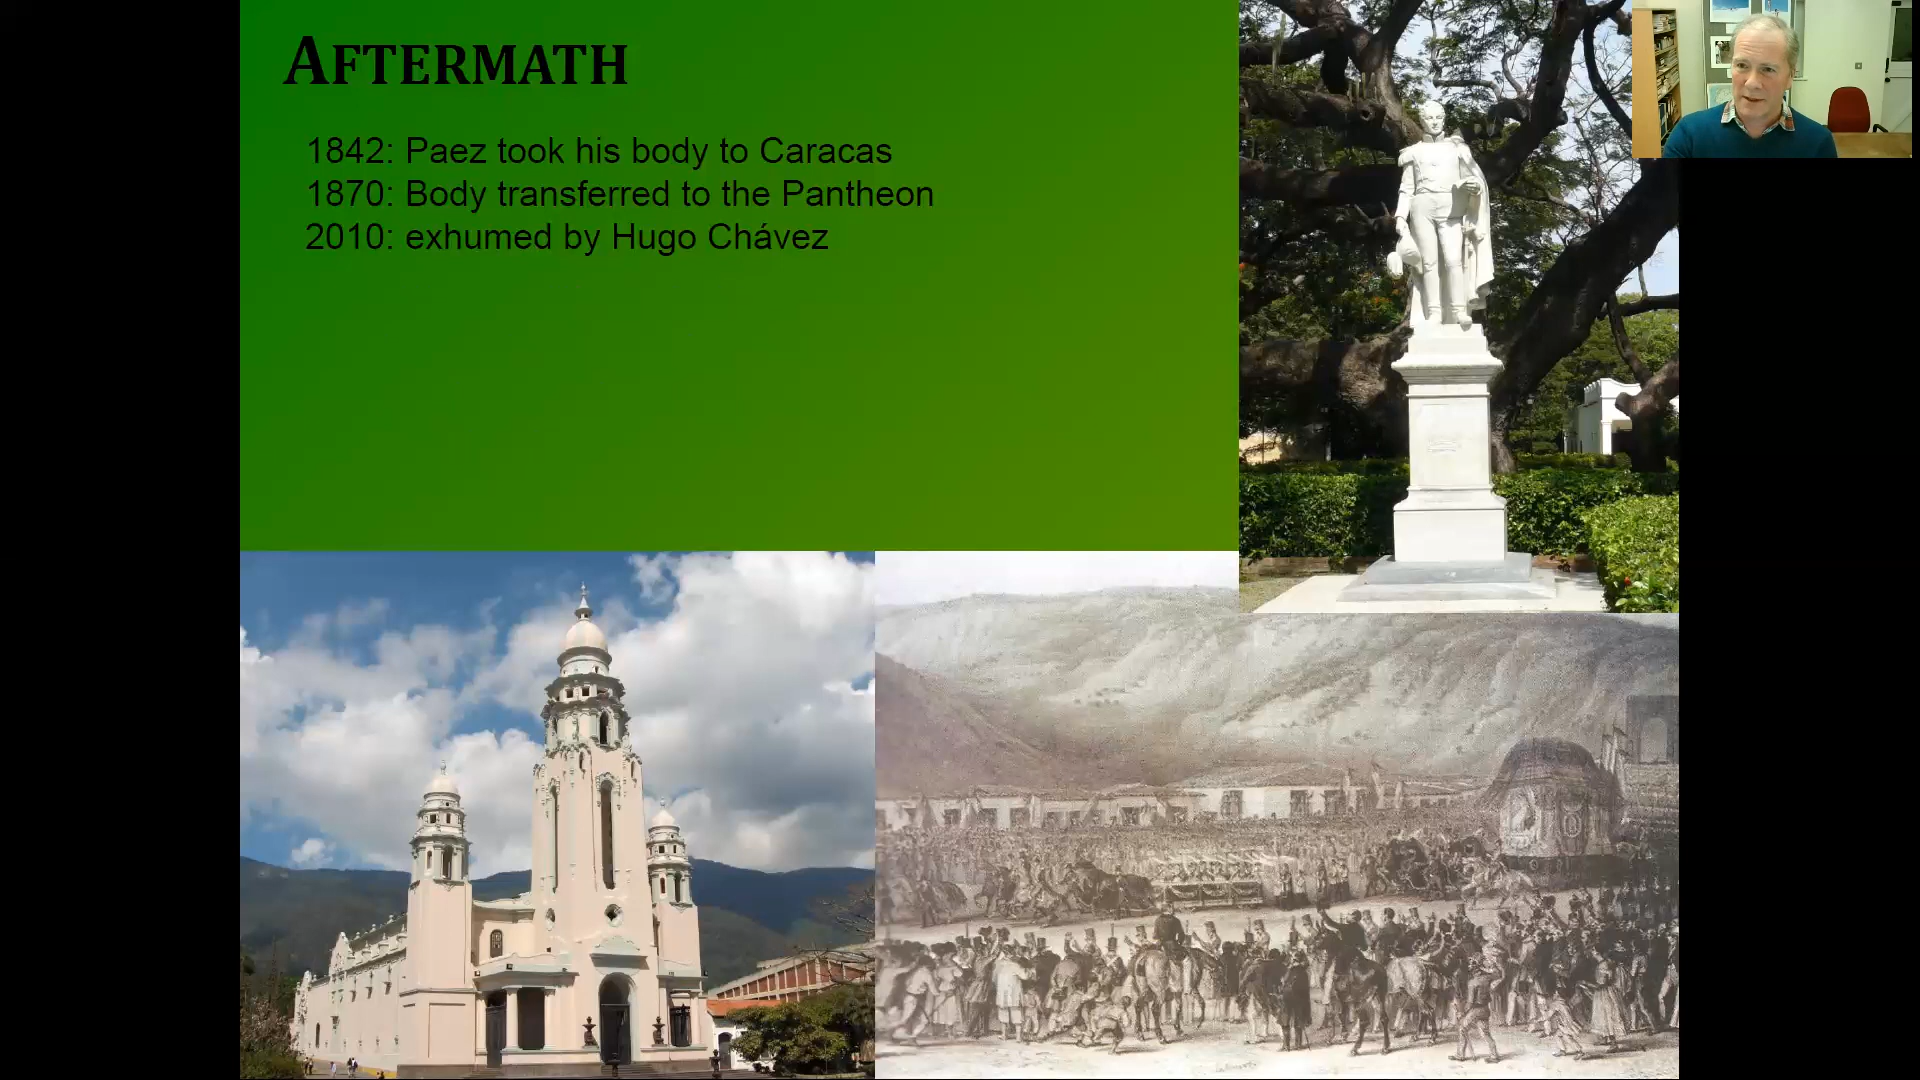 AFTERMATH
1842: Paez took his body to Caracas
1870: Body transferred to the Pantheon
2010: exhumed by Hugo Chávez